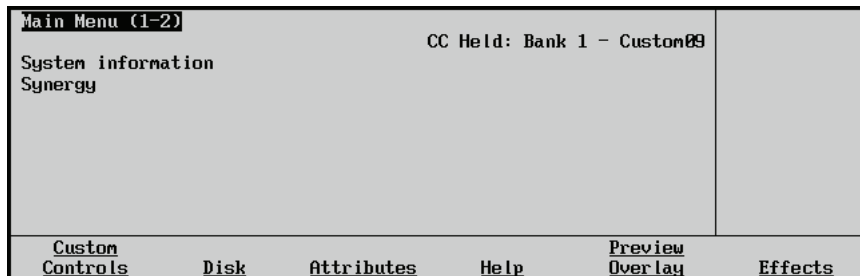 Main Menu (1-2)
CC Held: Bank 1 - Custom09
System information
Synergy
Custom Controls
Disk
Attributes
Help
Preview Overlay
Effects